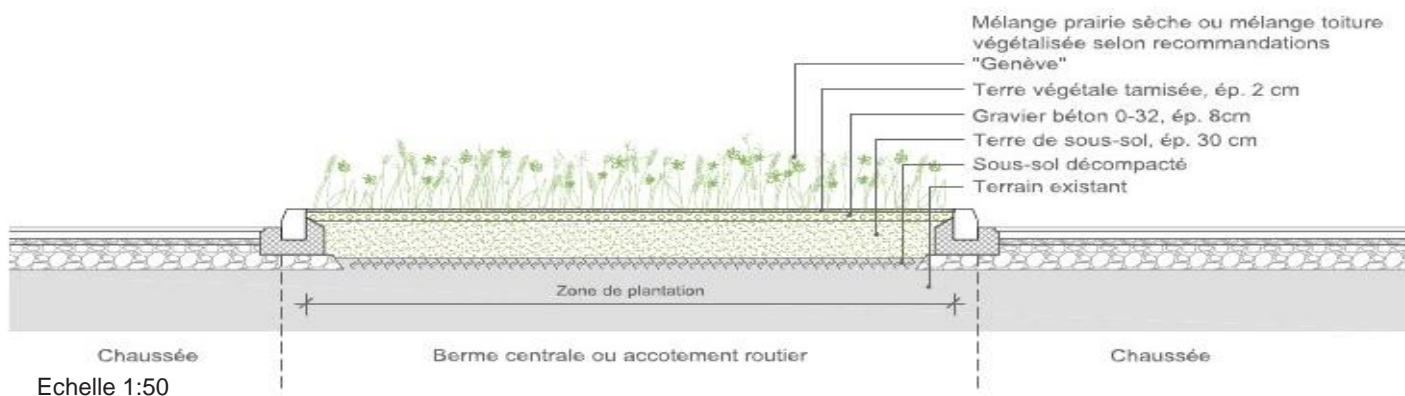 Mélange prairie sèche ou mélange toiture
végétalisée selon recommandations
"Genève"
Terre végétale tamisée, ép. 2 cm
Gravier béton 0-32, ép. 8cm
Terre de sous-sol, ép. 30 cm
Sous-sol décompacté
Terrain existant
Zone de plantation
Chaussée
Berme centrale ou accotement routier
Chaussée
Echelle 1:50